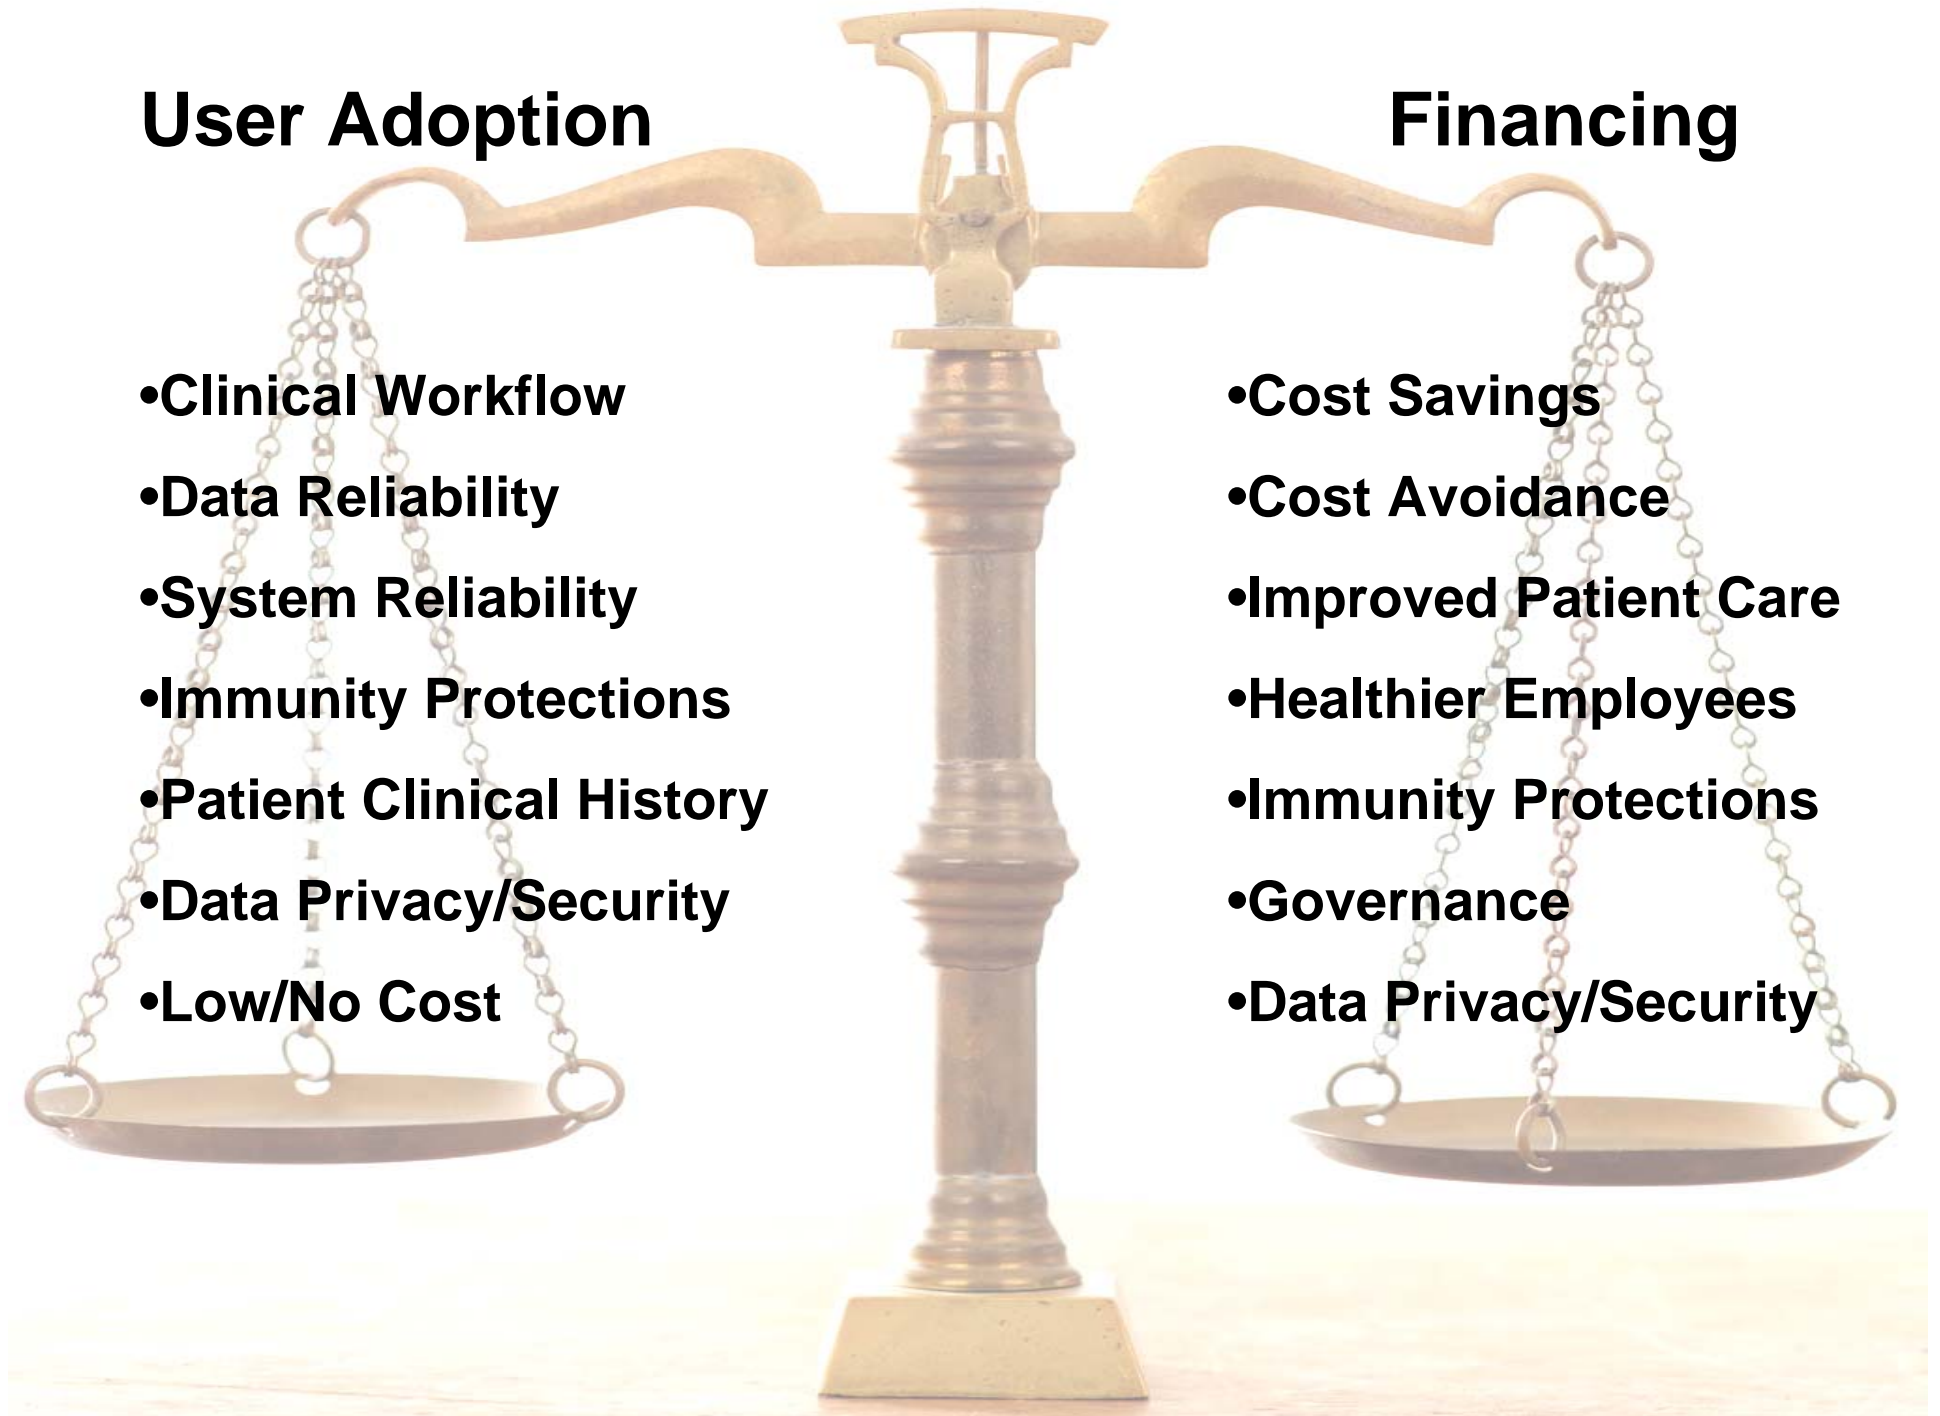 User Adoption
•Clinical Workflow
•Data Reliability
•System Reliability
•Immunity Protections
•Patient Clinical History
•Data Privacy/Security
•Low/No Cost
Financing
•Cost Savings
•Cost Avoidance
•Improved Patient Care
•Healthier Employees
•Immunity Protections
•Governance
•Data Privacy/Security